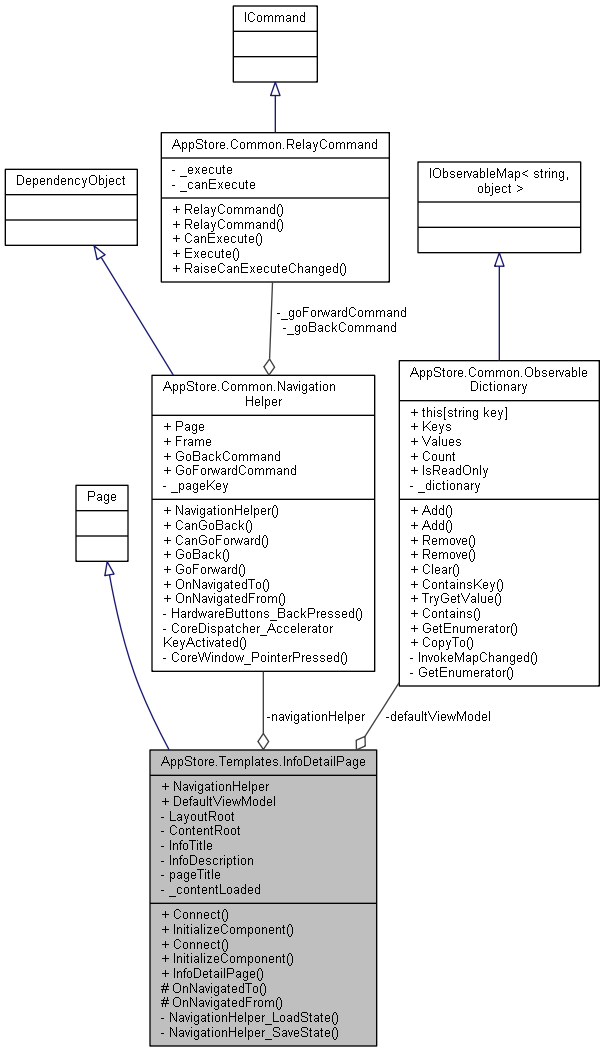 ICommand
AppStore.Common.RelayCommand
- _execute
- _canExecute
+ RelayCommand()
+ RelayCommand()
+ CanExecute()
+ Execute()
+ RaiseCanExecuteChanged()
DependencyObject
IObservableMap< string,
object >
-_goForwardCommand
-_goBackCommand
AppStore.Common.Navigation
Helper
+ Page
+ Frame
+ GoBackCommand
+ GoForwardCommand
- _pageKey
+ NavigationHelper()
+ CanGoBack()
+ CanGoForward()
+ GoBack()
+ GoForward()
+ OnNavigatedTo()
+ OnNavigatedFrom()
- HardwareButtons_BackPressed()
- CoreDispatcher_Accelerator
KeyActivated()
- CoreWindow_PointerPressed()
AppStore.Common.Observable
Dictionary
+ this[string key]
+ Keys
+ Values
+ Count
+ IsReadOnly
- _dictionary
+ Add()
+ Add()
+ Remove()
+ Remove()
+ Clear()
+ ContainsKey()
+ TryGetValue()
+ Contains()
+ GetEnumerator()
+ CopyTo()
- InvokeMapChanged()
- GetEnumerator()
Page
-navigationHelper
-defaultViewModel
AppStore.Templates.InfoDetailPage
+ NavigationHelper
+ DefaultViewModel
- LayoutRoot
- ContentRoot
- InfoTitle
- InfoDescription
- pageTitle
- _contentLoaded
+ Connect()
+ InitializeComponent()
+ Connect()
+ InitializeComponent()
+ InfoDetailPage()
# OnNavigatedTo()
# OnNavigatedFrom()
- NavigationHelper_LoadState()
- NavigationHelper_SaveState()